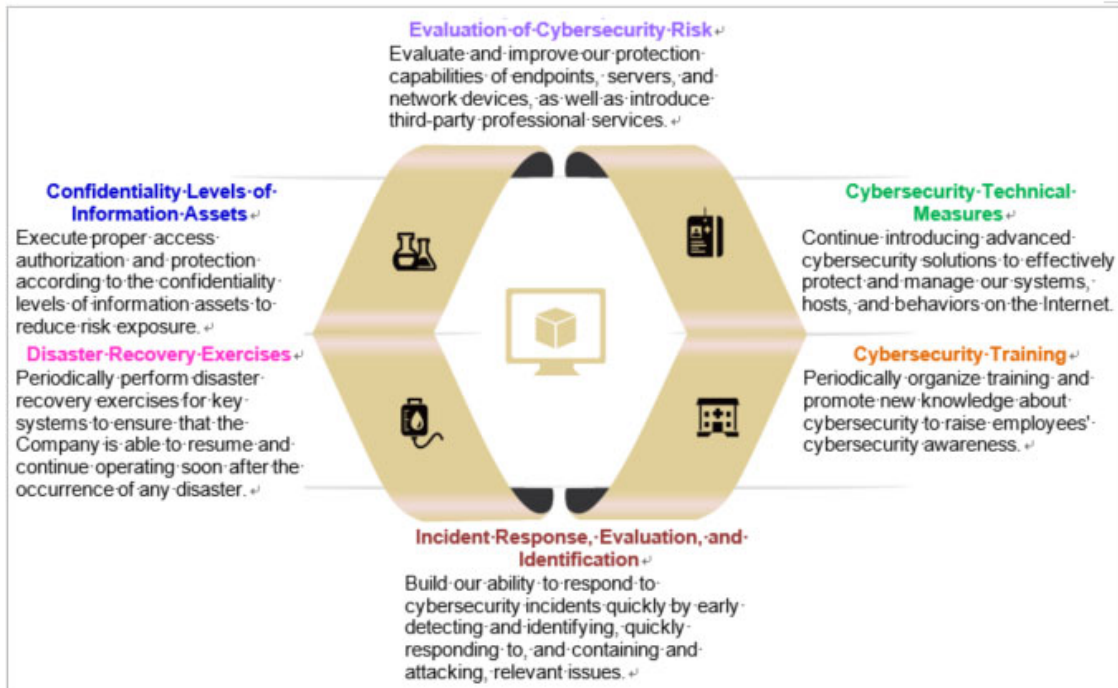 Evaluation of Cybersecurity Risk
Evaluate and improve our protection
capabilities of endpoints, servers, and
network devices, as well as introduce
third-party professional services.
Confidentiality Levels of
Information Assets
Execute proper access
authorization and protection
according to the confidentiality
levels of information assets to
reduce risk exposure.
Cybersecurity Technical
Measures
Continue introducing advanced
cybersecurity solutions to effectively
protect and manage our systems,
hosts, and behaviors on the Internet.
Disaster Recovery Exercises
Periodically perform disaster
recovery exercises for key
systems to ensure that the
Company is able to resume and
continue operating soon after the
occurrence of any disaster.
Cybersecurity Training
Periodically organize training and
promote new knowledge about
cybersecurity to raise employees'
cybersecurity awareness.
Incident Response, Evaluation, and
Identification
Build our ability to respond to
cybersecurity incidents quickly by early
detecting and identifying, quickly
responding to, and containing and
attacking, relevant issues.